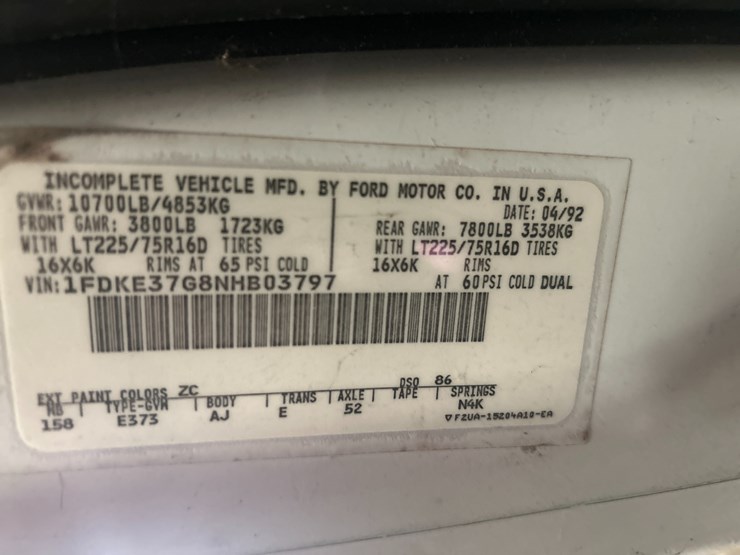 INCOMPLETE VEHICLE MFD. BY FORD MOTOR CO. IN U.S.A.
GVWR: 10700LB/4853KG
DATE: 04/92
FRONT GAWR: 3800LB 1723KG
WITH LT225/75R16D TIRES
16X6K RIMS AT 65 PSI COLD
REAR GAWR: 7800LB 3538KG
WITH LT225/75R16D TIRES
16X6K RIMS
AT 60PSI COLD DUAL
VIN: 1FDKE37G8NHB03797
EXT PAINT COLORS ZC DSO 86
WB | TYPE-GVW | BODY | TRANS | AXLE | TAPE | SPRINGS
158 E373 AJ E 52 N4K
▽ F2UA-15204A10-EA